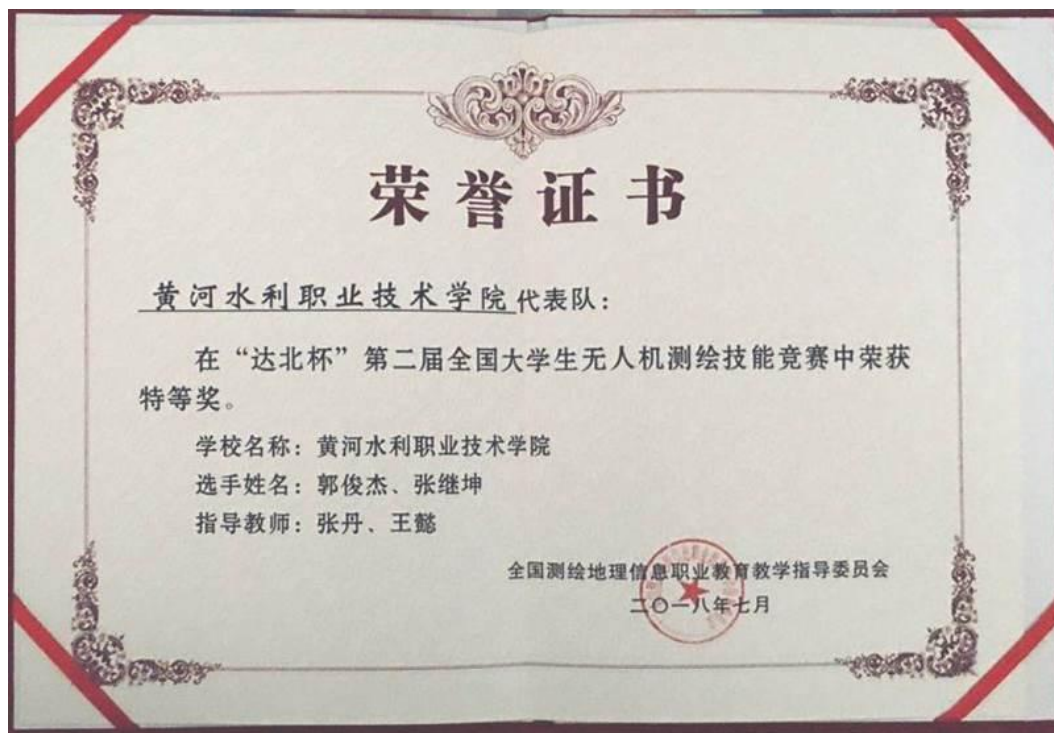 荣誉证书
黄河水利职业技术学院代表队：
在“达北杯”第二届全国大学生无人机测绘技能竞赛中荣获
特等奖。
学校名称：黄河水利职业技术学院
选手姓名：郭俊杰、张继坤
指导教师：张丹、王懿
全国测绘地理信息职业教育教学指导委员会
二〇一八年七月